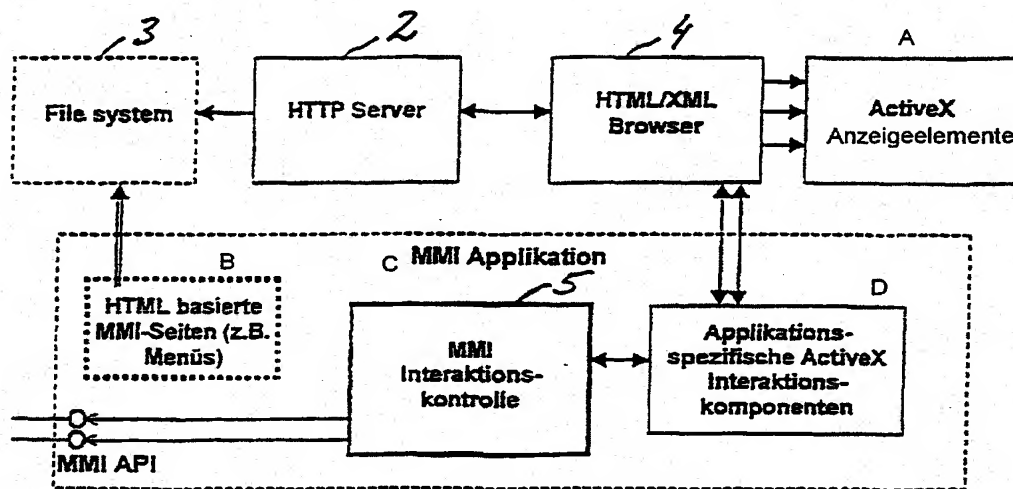 3
2
4
A
File system
HTTP Server
HTML/XML
Browser
ActiveX
Anzeigeelemente
MMI Applikation
B
C
5
D
HTML basierte
MMI-Seiten (z.B.
Menüs)
MMI
Interaktions-
kontrolle
Applikations-
spezifische ActiveX
Interaktions-
komponenten
MMI API